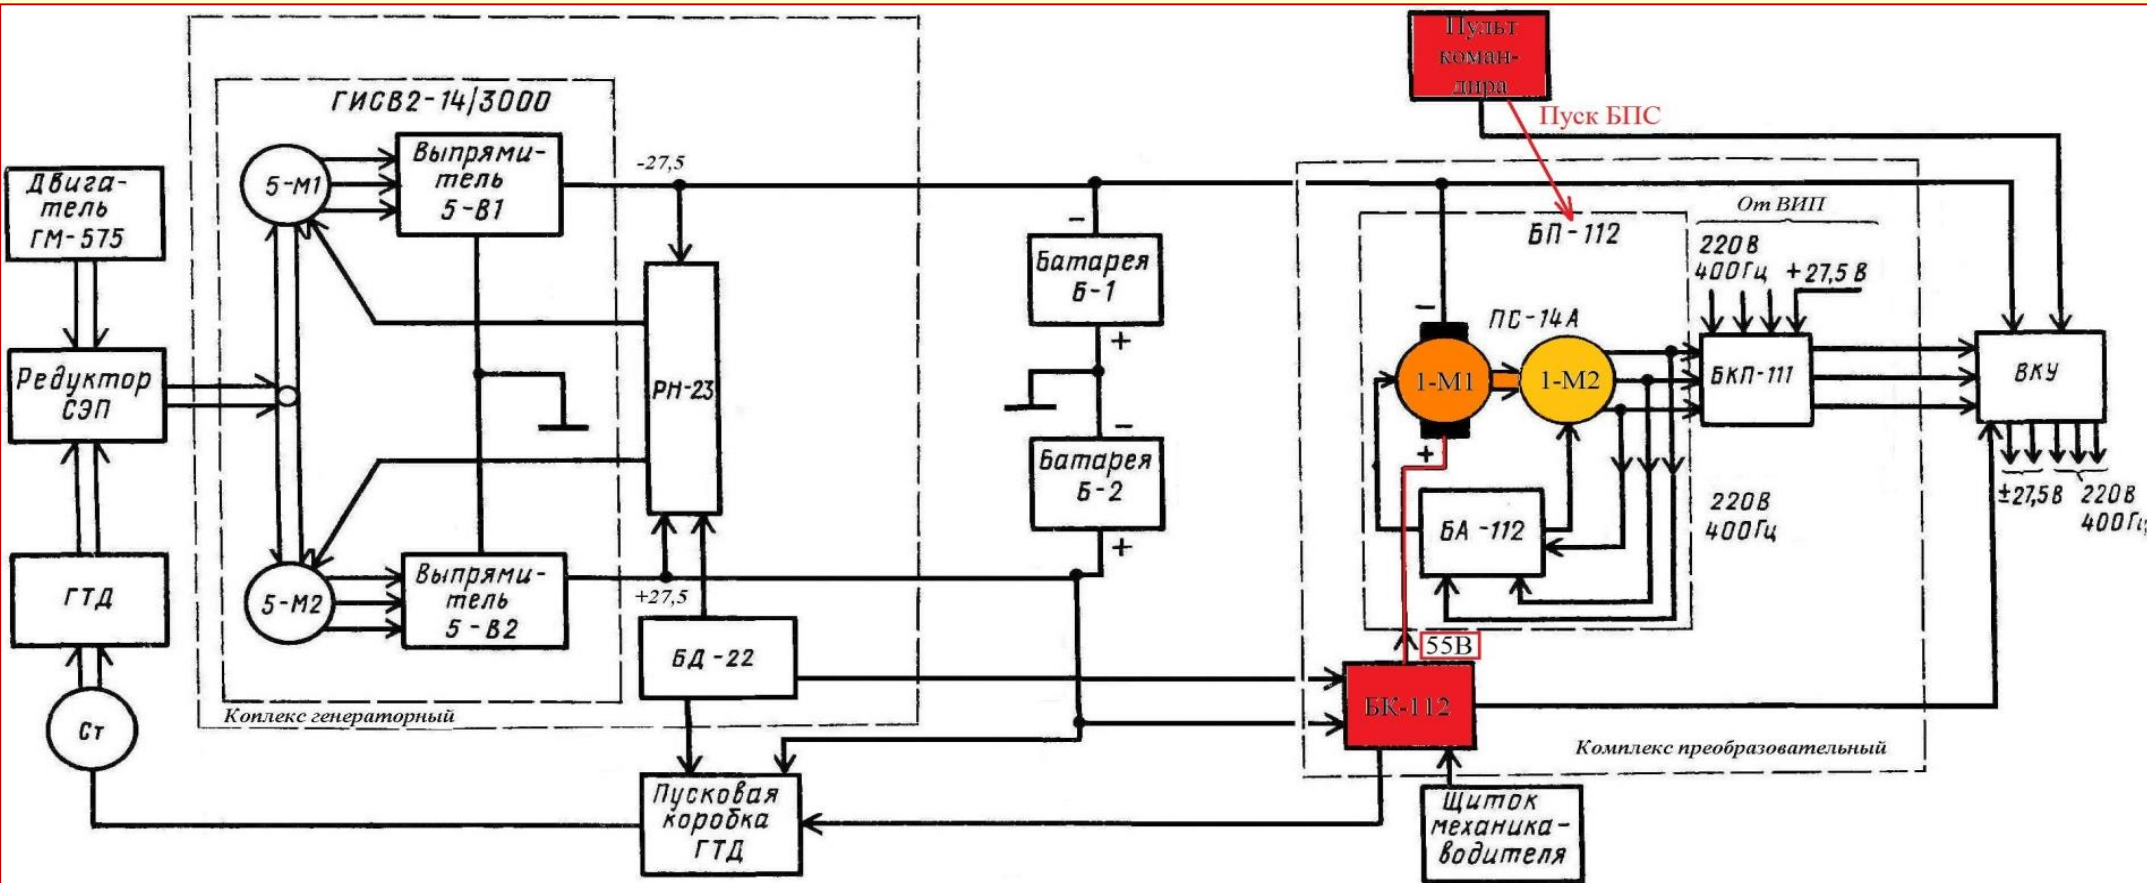 Пульт
коман-
дира
Пуск БПС
ГИСВ2-14/3000
Двига-
тель
ГМ-575
5-М1
Выпрями-
тель
5-В1
-27,5
БП-112
От ВИП
220В
400Гц
+27,5 В
Батарея
Б-1
-
+
ПС-14А
-
Редуктор
СЭП
РН-23
1-М1
1-М2
БКП-111
ВКУ
-
Батарея
Б-2
+
+
БА-112
220В
400Гц
±27,5В
220В
400Гц
ГТД
5-М2
Выпрями-
тель
5-В2
+27,5
БД-22
55В
БК-112
Коплекс генераторный
Ст
Комплекс преобразовательный
Пусковая
коробка
ГТД
Щиток
механика-
водителя